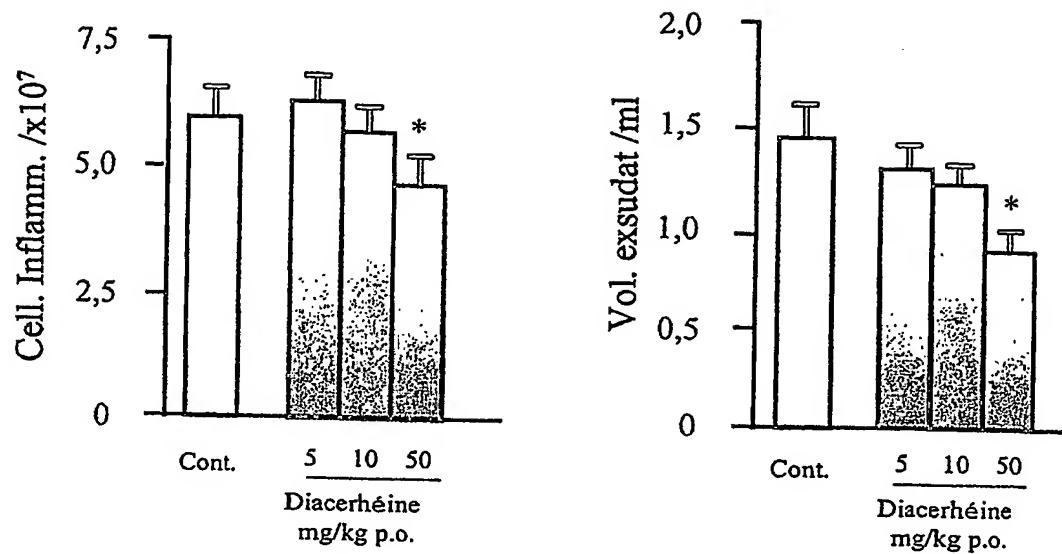 Cell. Inflamm. /x10⁷
7,5
5,0
2,5
0
*
Cont.
5 10 50
Diacerhéine
mg/kg p.o.
Vol. exsudat /ml
2,0
1,5
1,0
0,5
0
*
Cont.
5 10 50
Diacerhéine
mg/kg p.o.